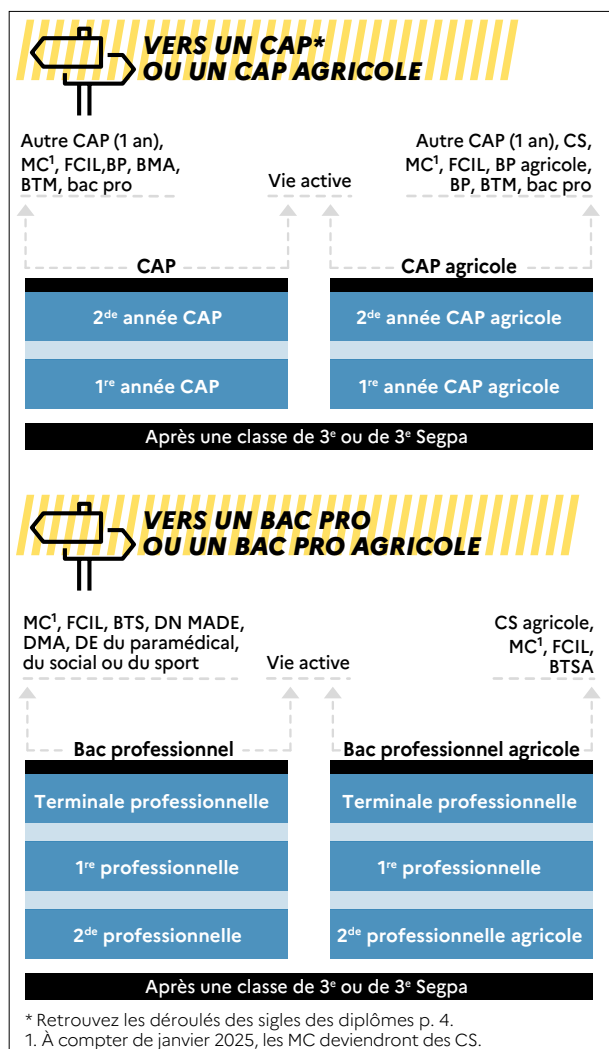 VERS UN CAP*
OU UN CAP AGRICOLE
Autre CAP (1 an),
MC¹, FCIL,BP, BMA,
BTM, bac pro
Vie active
Autre CAP (1 an), CS,
MC¹, FCIL, BP agricole,
BP, BTM, bac pro
CAP
CAP agricole
2de année CAP
2de année CAP agricole
1re année CAP
1re année CAP agricole
Après une classe de 3e ou de 3e Segpa
VERS UN BAC PRO
OU UN BAC PRO AGRICOLE
MC¹, FCIL, BTS, DN MADE,
DMA, DE du paramédical,
du social ou du sport
Vie active
CS agricole,
MC¹, FCIL,
BTSA
Bac professionnel
Bac professionnel agricole
Terminale professionnelle
Terminale professionnelle
1re professionnelle
1re professionnelle
2de professionnelle
2de professionnelle agricole
Après une classe de 3e ou de 3e Segpa
* Retrouvez les déroulés des sigles des diplômes p. 4.
1. À compter de janvier 2025, les MC deviendront des CS.